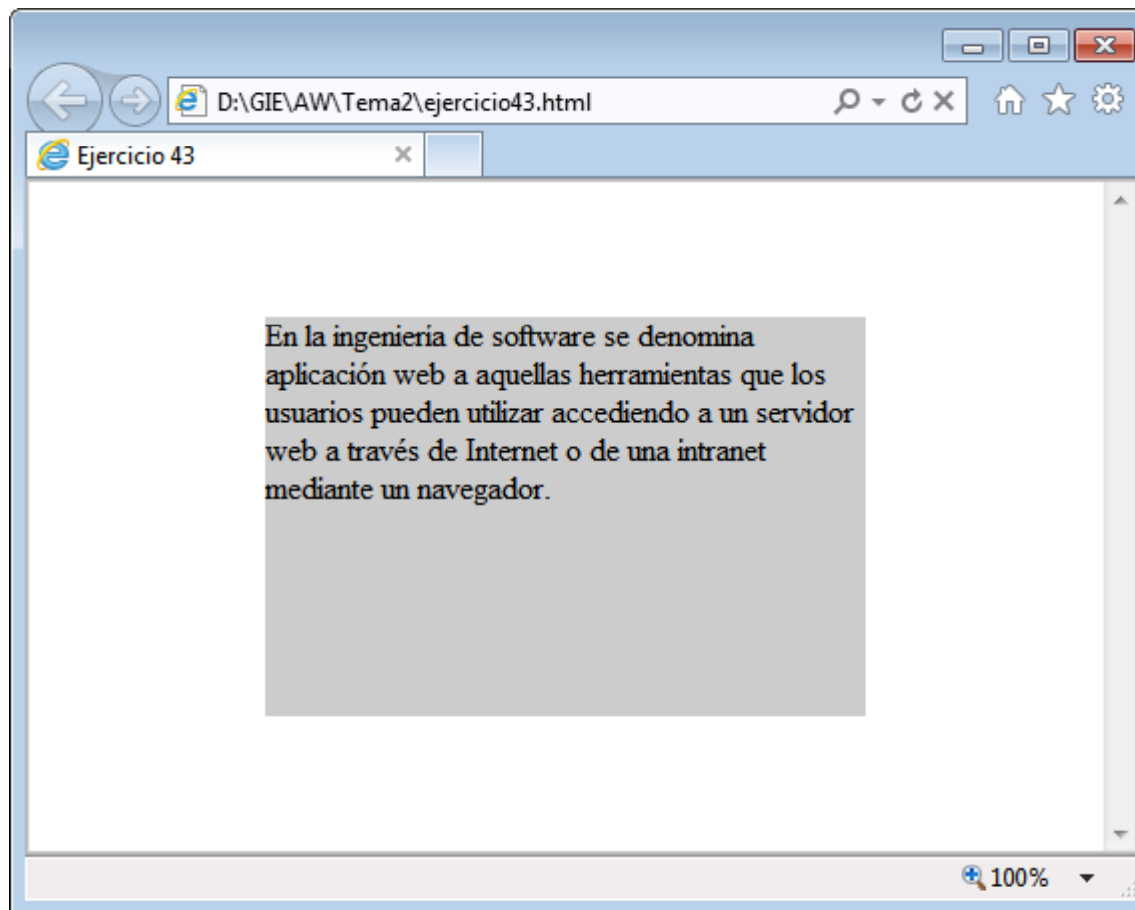 D:\GIE\AW\Tema2\ejercicio43.html
Ejercicio 43
En la ingeniería de software se denomina
aplicación web a aquellas herramientas que los
usuarios pueden utilizar accediendo a un servidor
web a través de Internet o de una intranet
mediante un navegador.
100%